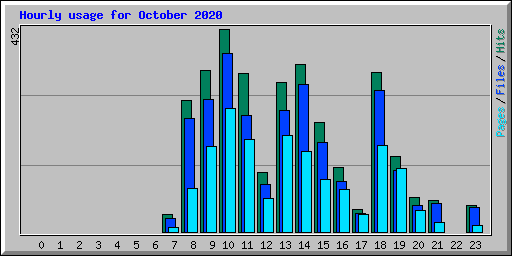 Hourly usage for October 2020
432
Pages / Files / Hits
0 1 2 3 4 5 6 7 8 9 10 11 12 13 14 15 16 17 18 19 20 21 22 23